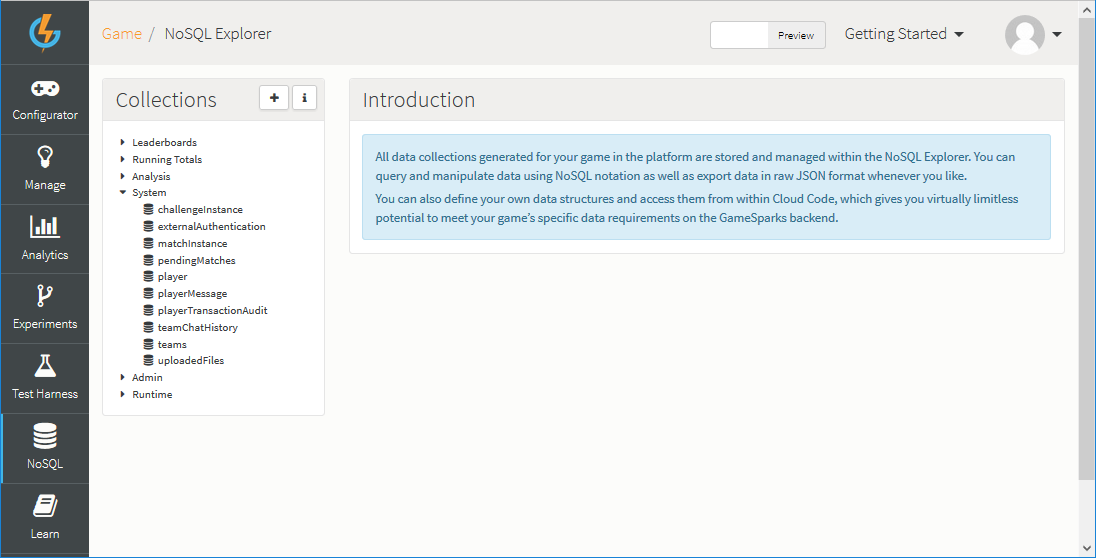 Game / NoSQL Explorer
Preview
Getting Started
Configurator
Manage
Analytics
Experiments
Test Harness
NoSQL
Learn
Collections
Leaderboards
Running Totals
Analysis
System
challengeInstance
externalAuthentication
matchInstance
pendingMatches
player
playerMessage
playerTransactionAudit
teamChatHistory
teams
uploadedFiles
Admin
Runtime
Introduction
All data collections generated for your game in the platform are stored and managed within the NoSQL Explorer. You can
query and manipulate data using NoSQL notation as well as export data in raw JSON format whenever you like.
You can also define your own data structures and access them from within Cloud Code, which gives you virtually limitless
potential to meet your game's specific data requirements on the GameSparks backend.